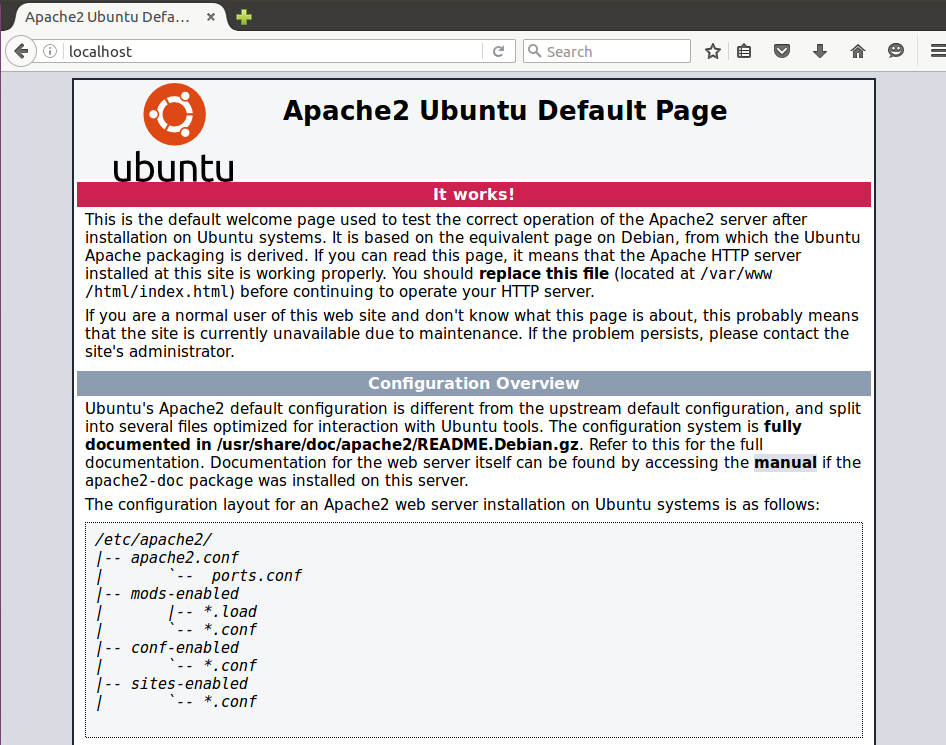 Apache2 Ubuntu Defa...
localhost
Search
ubuntu
Apache2 Ubuntu Default Page
It works!
This is the default welcome page used to test the correct operation of the Apache2 server after
installation on Ubuntu systems. It is based on the equivalent page on Debian, from which the Ubuntu
Apache packaging is derived. If you can read this page, it means that the Apache HTTP server
installed at this site is working properly. You should replace this file (located at /var/www
/html/index.html) before continuing to operate your HTTP server.
If you are a normal user of this web site and don't know what this page is about, this probably means
that the site is currently unavailable due to maintenance. If the problem persists, please contact the
site's administrator.
Configuration Overview
Ubuntu's Apache2 default configuration is different from the upstream default configuration, and split
into several files optimized for interaction with Ubuntu tools. The configuration system is fully
documented in /usr/share/doc/apache2/README.Debian.gz. Refer to this for the full
documentation. Documentation for the web server itself can be found by accessing the manual if the
apache2-doc package was installed on this server.
The configuration layout for an Apache2 web server installation on Ubuntu systems is as follows:
/etc/apache2/
|-- apache2.conf
|       `--  ports.conf
|-- mods-enabled
|       |-- *.load
|       `-- *.conf
|-- conf-enabled
|       `-- *.conf
|-- sites-enabled
|       `-- *.conf